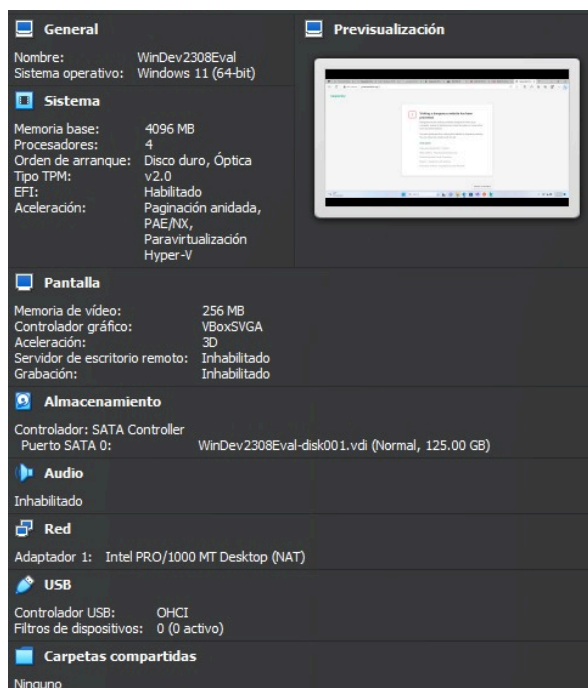 General
Nombre: WinDev2308Eval
Sistema operativo: Windows 11 (64-bit)
Previsualización
Sistema
Memoria base: 4096 MB
Procesadores: 4
Orden de arranque: Disco duro, Óptica
Tipo TPM: v2.0
EFI: Habilitado
Aceleración: Paginación anidada,
PAE/NX,
Paravirtualización
Hyper-V
Pantalla
Memoria de vídeo: 256 MB
Controlador gráfico: VBoxSVGA
Aceleración: 3D
Servidor de escritorio remoto: Inhabilitado
Grabación: Inhabilitado
Almacenamiento
Controlador: SATA Controller
Puerto SATA 0: WinDev2308Eval-disk001.vdi (Normal, 125.00 GB)
Audio
Inhabilitado
Red
Adaptador 1: Intel PRO/1000 MT Desktop (NAT)
USB
Controlador USB: OHCI
Filtros de dispositivos: 0 (0 activo)
Carpetas compartidas
Ninguno